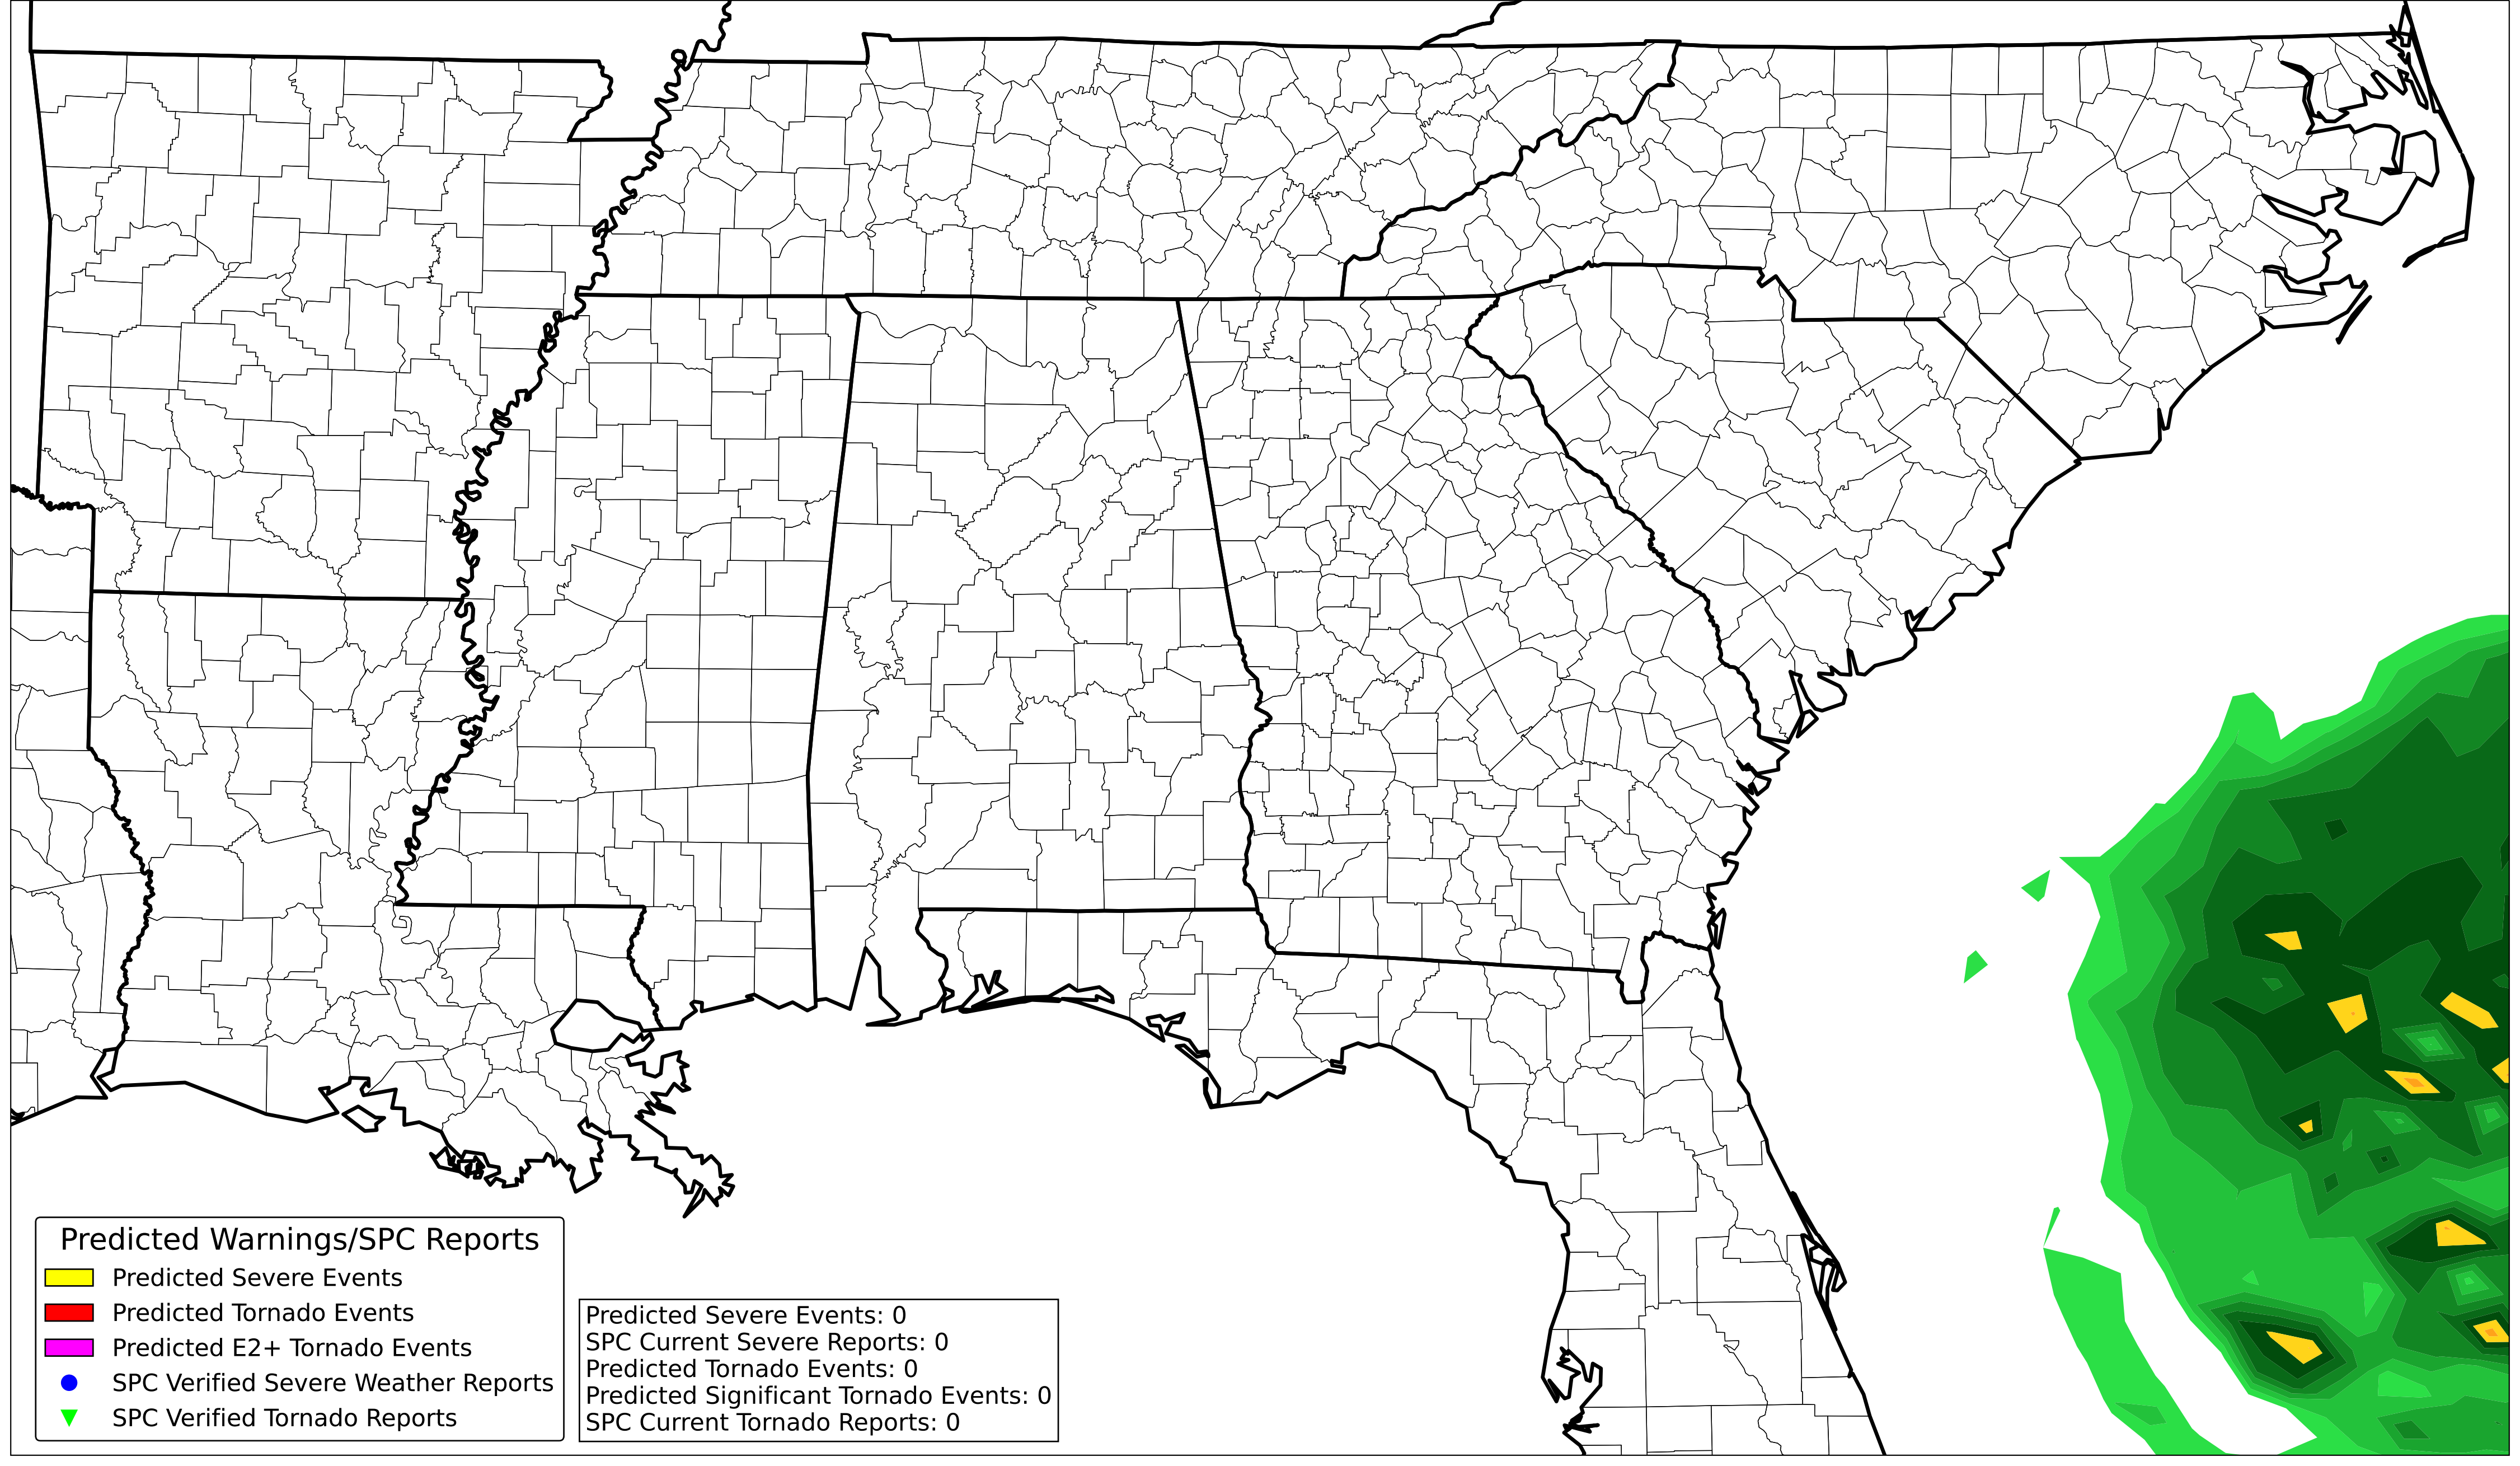 Predicted Warnings/SPC Reports
Predicted Severe Events
Predicted Tornado Events
Predicted E2+ Tornado Events
SPC Verified Severe Weather Reports
SPC Verified Tornado Reports
Predicted Severe Events: 0
SPC Current Severe Reports: 0
Predicted Tornado Events: 0
Predicted Significant Tornado Events: 0
SPC Current Tornado Reports: 0